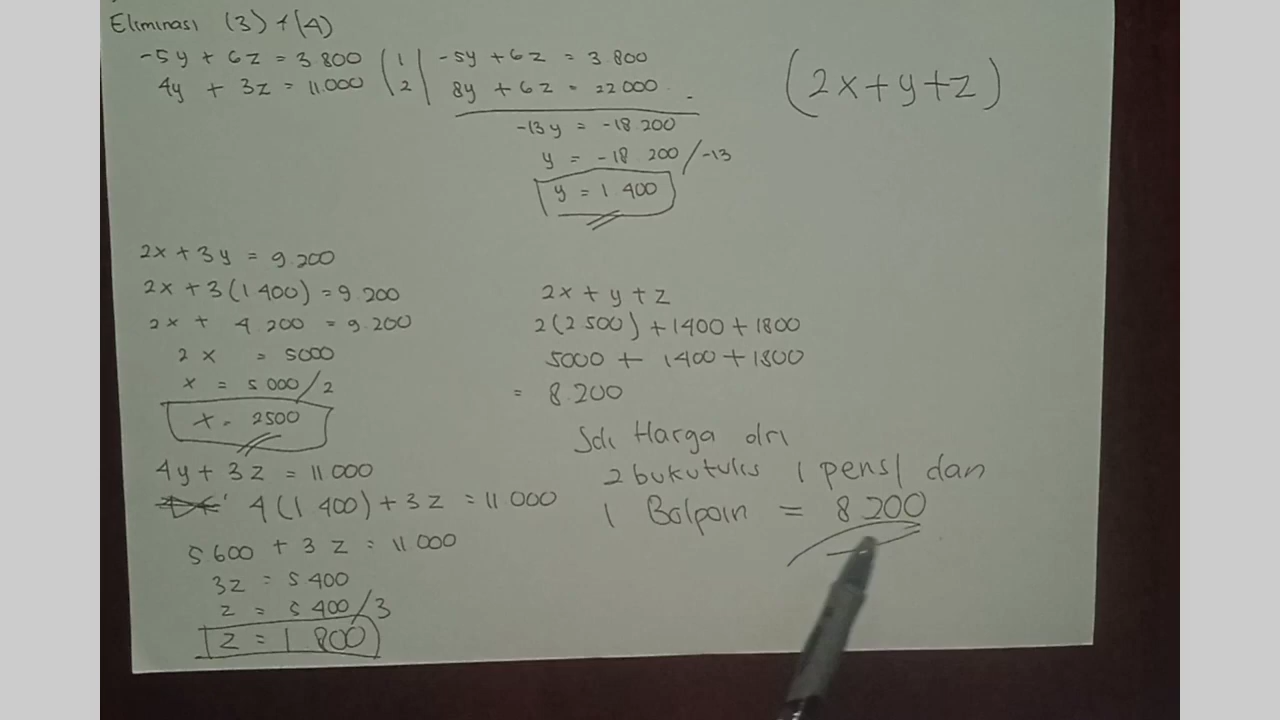 Eliminasi (3) & (4)
-5y + 6z = 3 800 | 1 | -5y + 6z = 3.800
4y + 3z = 11.000 | 2 | 8y + 6z = 22 000 -
-13y = -18.200
y = -18.200/-13
y = 1 400
(2x+y+z)
2x + 3y = 9.200
2x + 3(1 400) = 9.200
2x + 4.200 = 9.200
2x = 5000
x = 5 000/2
x = 2500
4y + 3z = 11 000
4(1 400) + 3z = 11 000
5 600 + 3z = 11 000
3z = 5 400
z = 5 400/3
z = 1 800
2x + y + z
2(2 500) + 1400 + 1800
5000 + 1400 + 1800
= 8.200
Jdi Harga dri
2 buku tulis 1 pensl dan
1 Bolpoin = 8.200